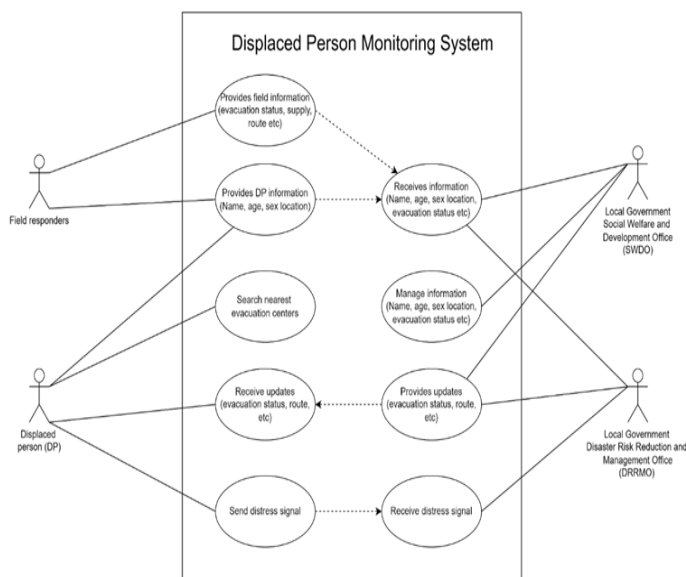 Displaced Person Monitoring System
Provides field information
(evacuation status, supply,
route etc)
Field responders
Provides DP information
(Name, age, sex location)
Receives information
(Name, age, sex location,
evacuation status etc)
Local Government
Social Welfare and
Development Office
(SWDO)
Search nearest
evacuation centers
Manage information
(Name, age, sex location,
evacuation status etc)
Displaced
person (DP)
Receive updates
(evacuation status, route,
etc)
Provides updates
(evacuation status, route,
etc)
Local Government
Disaster Risk Reduction and
Management Office
(DRRMO)
Send distress signal
Receive distress signal